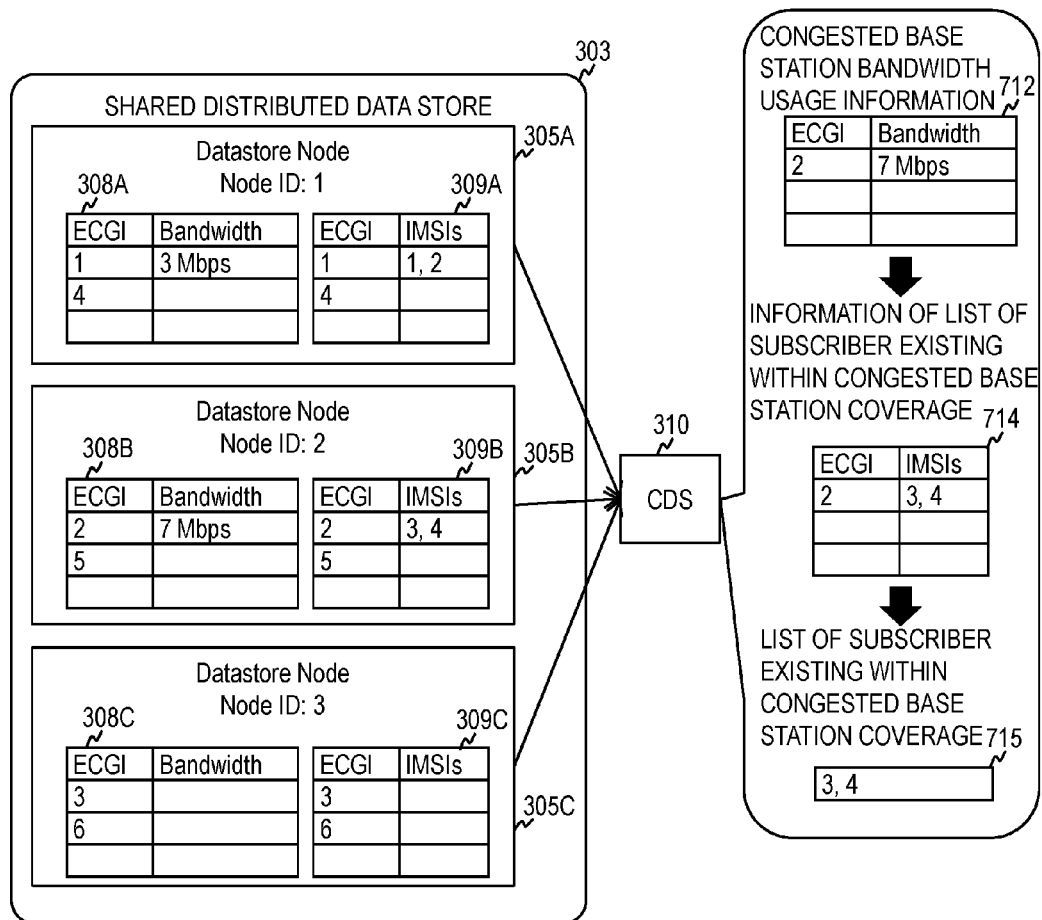 303
SHARED DISTRIBUTED DATA STORE
305A
Datastore Node
Node ID: 1
308A
309A
ECGI Bandwidth
1 3 Mbps
4
ECGI IMSIs
1 1, 2
4
305B
Datastore Node
Node ID: 2
308B
309B
ECGI Bandwidth
2 7 Mbps
5
ECGI IMSIs
2 3, 4
5
305C
Datastore Node
Node ID: 3
308C
309C
ECGI Bandwidth
3
6
ECGI IMSIs
3
6
310
CDS
CONGESTED BASE
STATION BANDWIDTH
USAGE INFORMATION
712
ECGI Bandwidth
2 7 Mbps
INFORMATION OF LIST OF
SUBSCRIBER EXISTING
WITHIN CONGESTED BASE
STATION COVERAGE
714
ECGI IMSIs
2 3, 4
LIST OF SUBSCRIBER
EXISTING WITHIN
CONGESTED BASE
STATION COVERAGE
715
3, 4